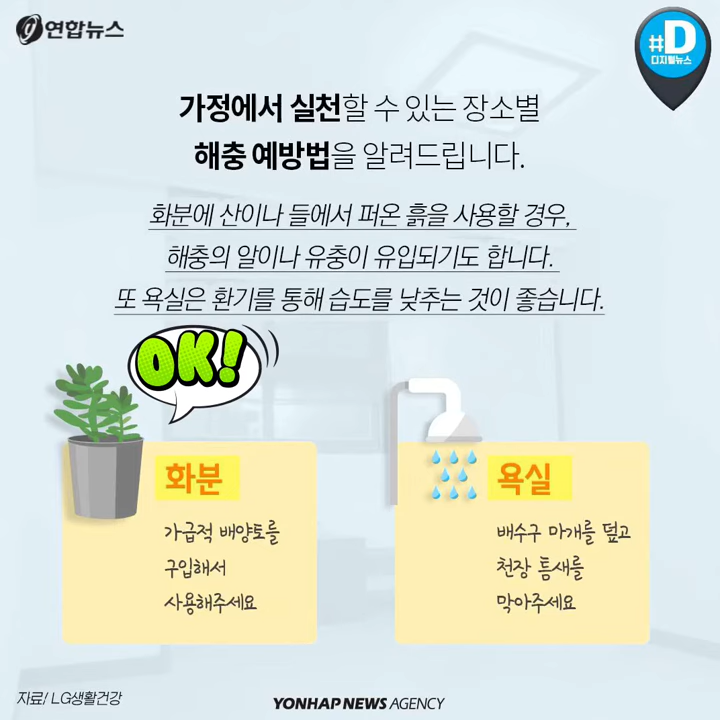 연합뉴스
#D
디지털뉴스
가정에서 실천할 수 있는 장소별
해충 예방법을 알려드립니다.
화분에 산이나 들에서 퍼온 흙을 사용할 경우,
해충의 알이나 유충이 유입되기도 합니다.
또 욕실은 환기를 통해 습도를 낮추는 것이 좋습니다.
OK!
화분
가급적 배양토를
구입해서
사용해주세요
욕실
배수구 마개를 덮고
천장 틈새를
막아주세요
자료/ LG생활건강
YONHAP NEWS AGENCY